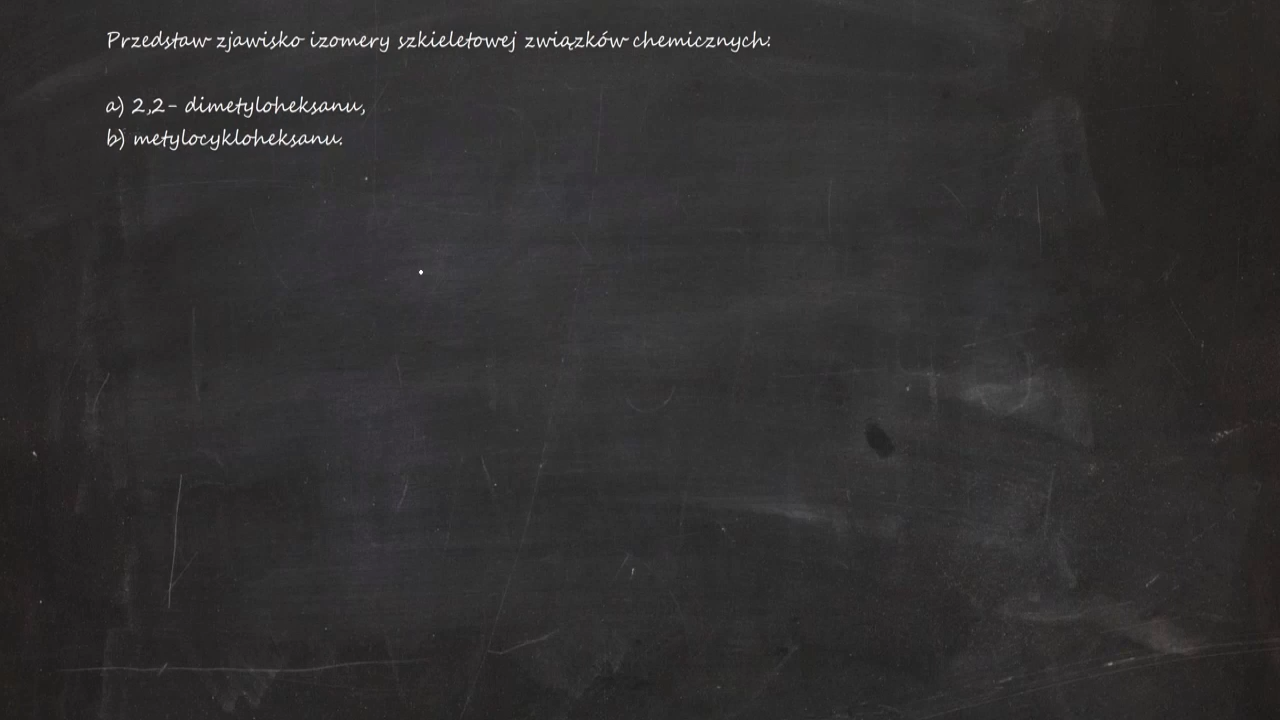 Przedstaw zjawisko izomery szkieletowej związków chemicznych:
a) 2,2- dimetyloheksanu,
b) metylocykloheksanu.